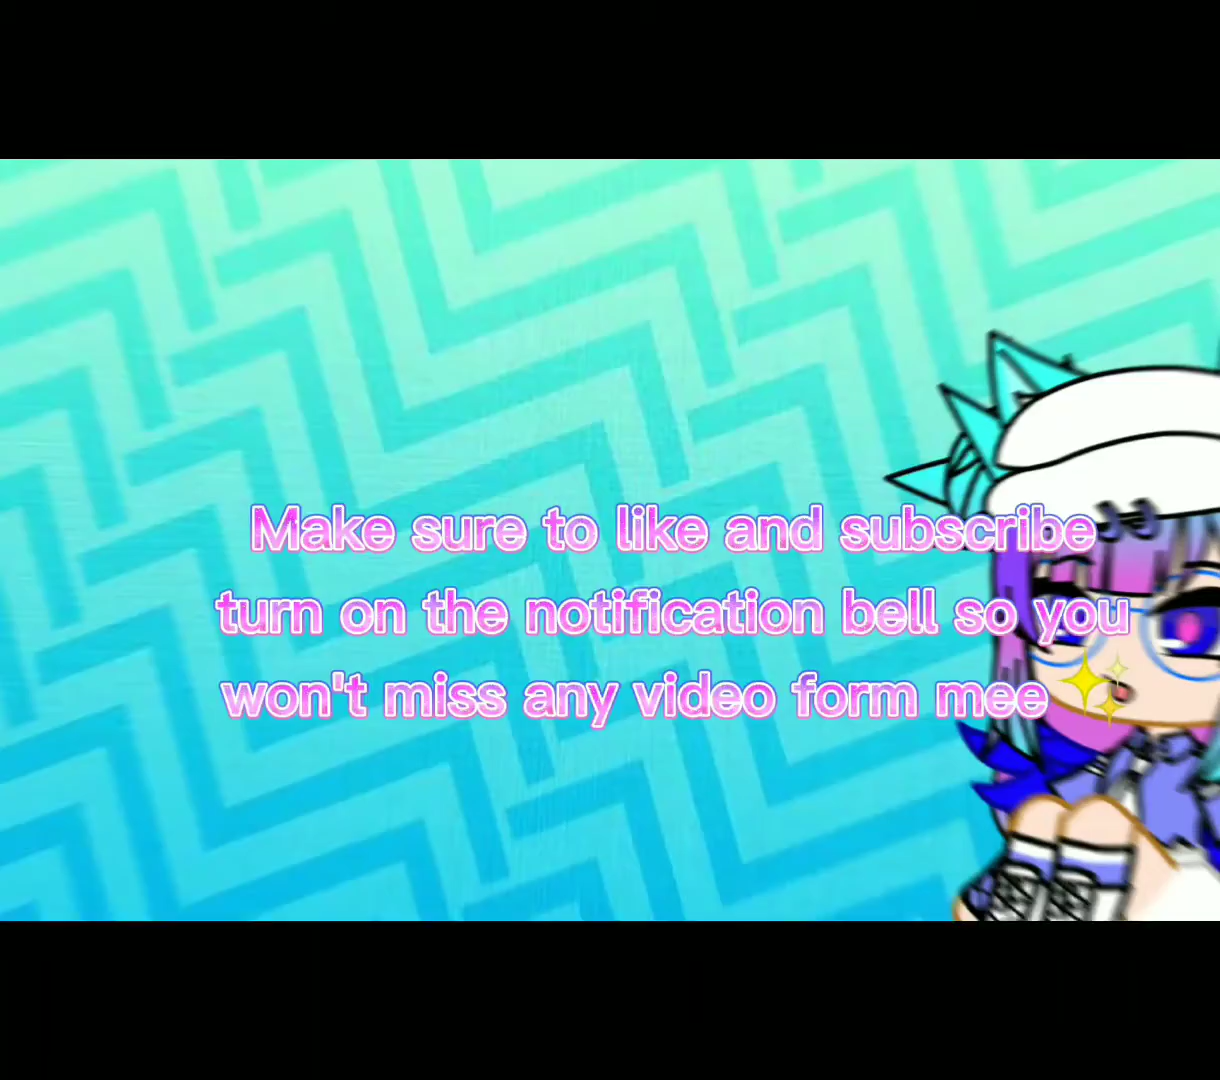 Make sure to like and subscribe
turn on the notification bell so you
won't miss any video form mee ✨